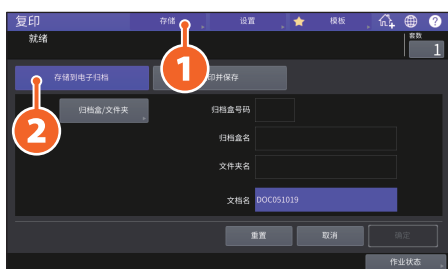 复印 存储 设置 模板
就绪 套数
1
存储到电子归档 1 印并保存
2 归档盒/文件夹 归档盒号码
归档盒名
文件夹名
文档名 DOC051019
重置 取消 确定
作业状态